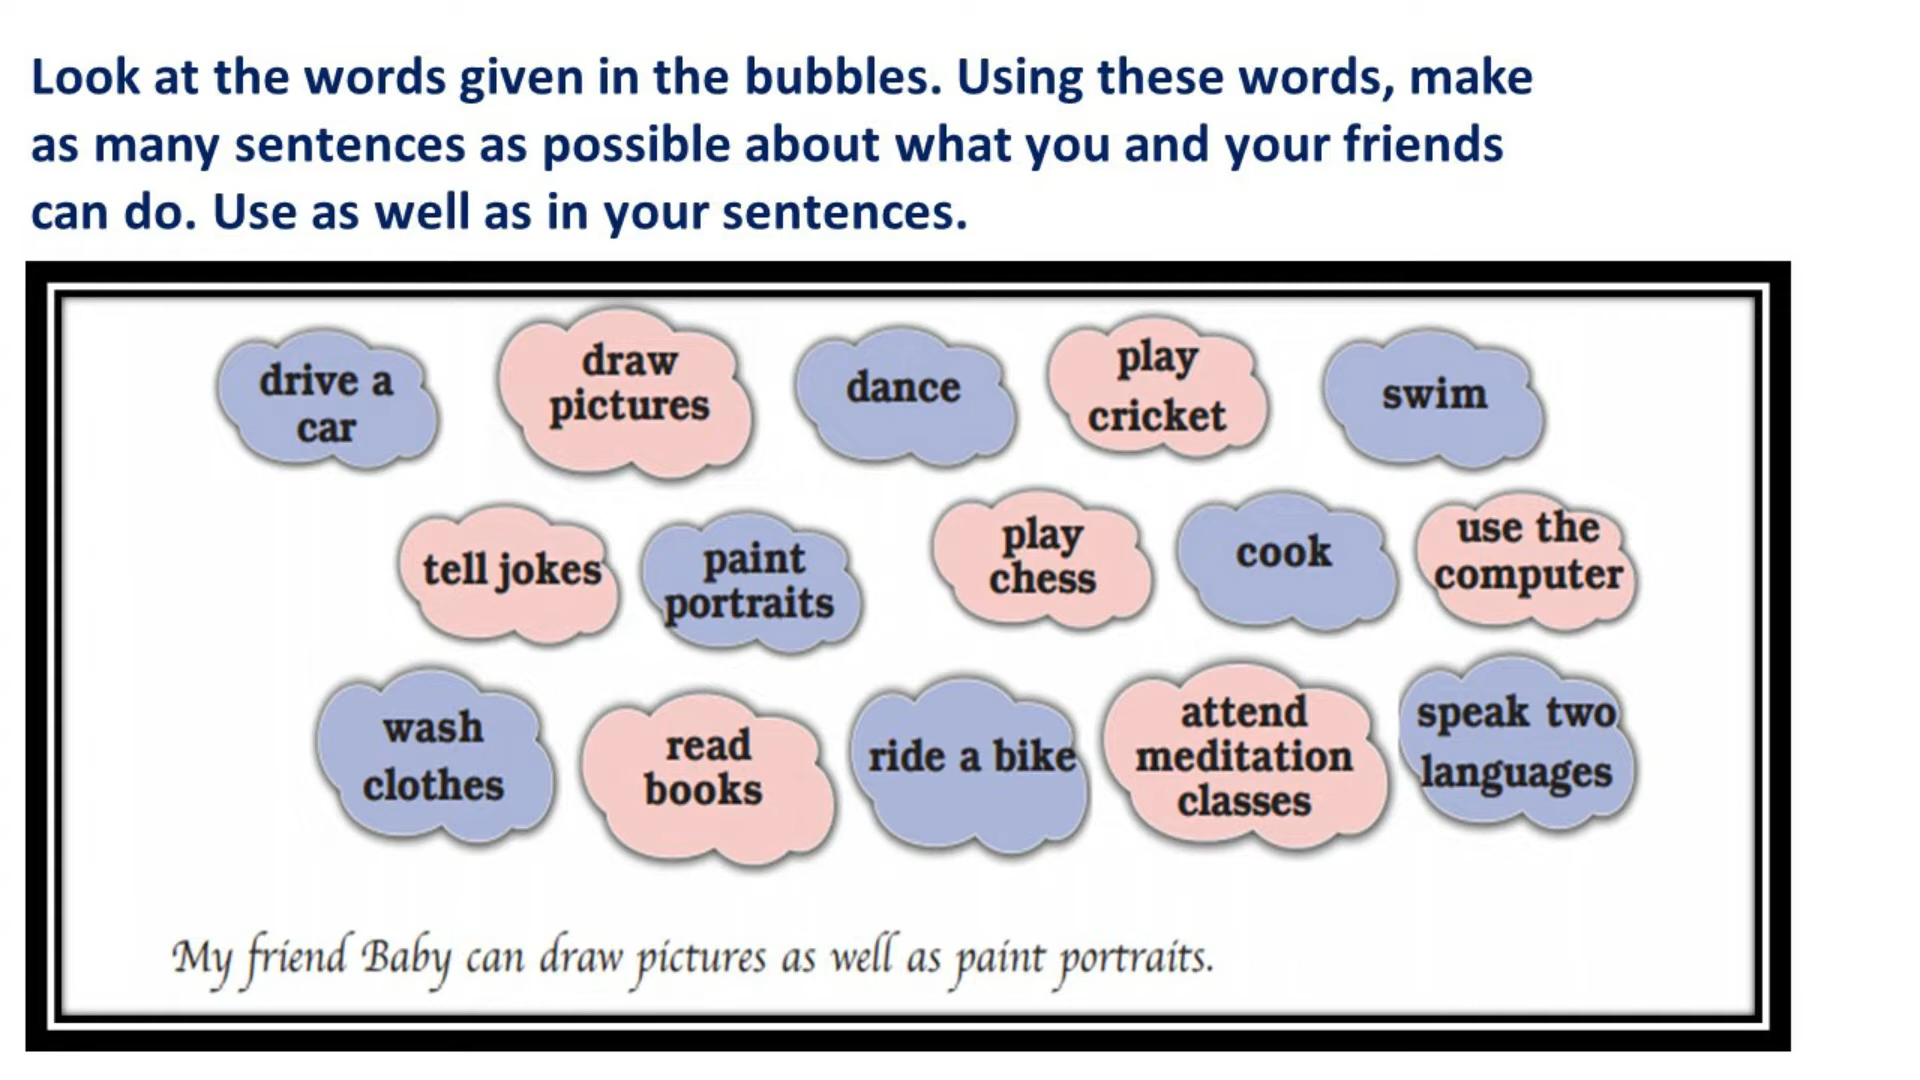 Look at the words given in the bubbles. Using these words, make
as many sentences as possible about what you and your friends
can do. Use as well as in your sentences.
drive a
car
draw
pictures
dance
play
cricket
swim
tell jokes
paint
portraits
play
chess
cook
use the
computer
wash
clothes
read
books
ride a bike
attend
meditation
classes
speak two
languages
My friend Baby can draw pictures as well as paint portraits.